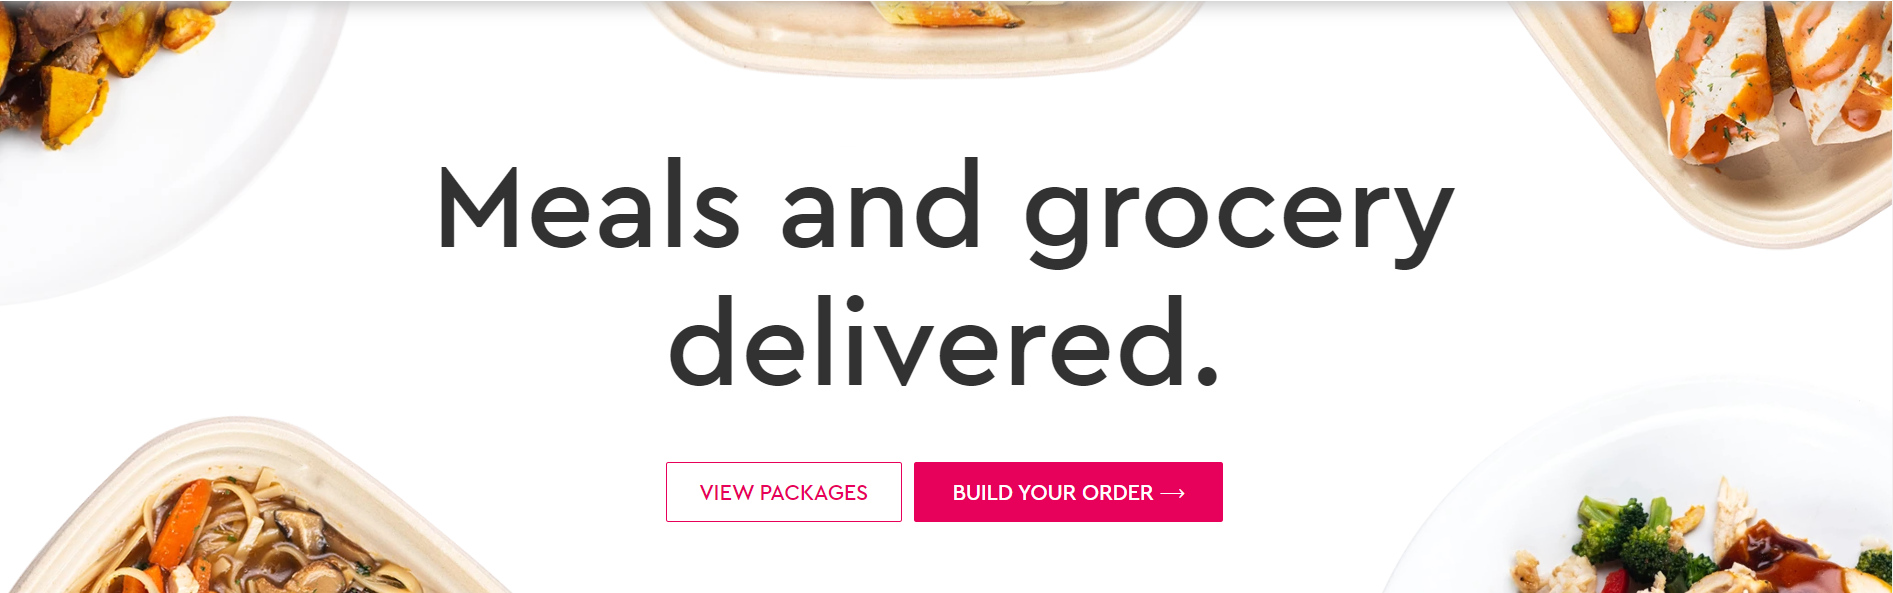 Meals and grocery
delivered.
VIEW PACKAGES
BUILD YOUR ORDER →